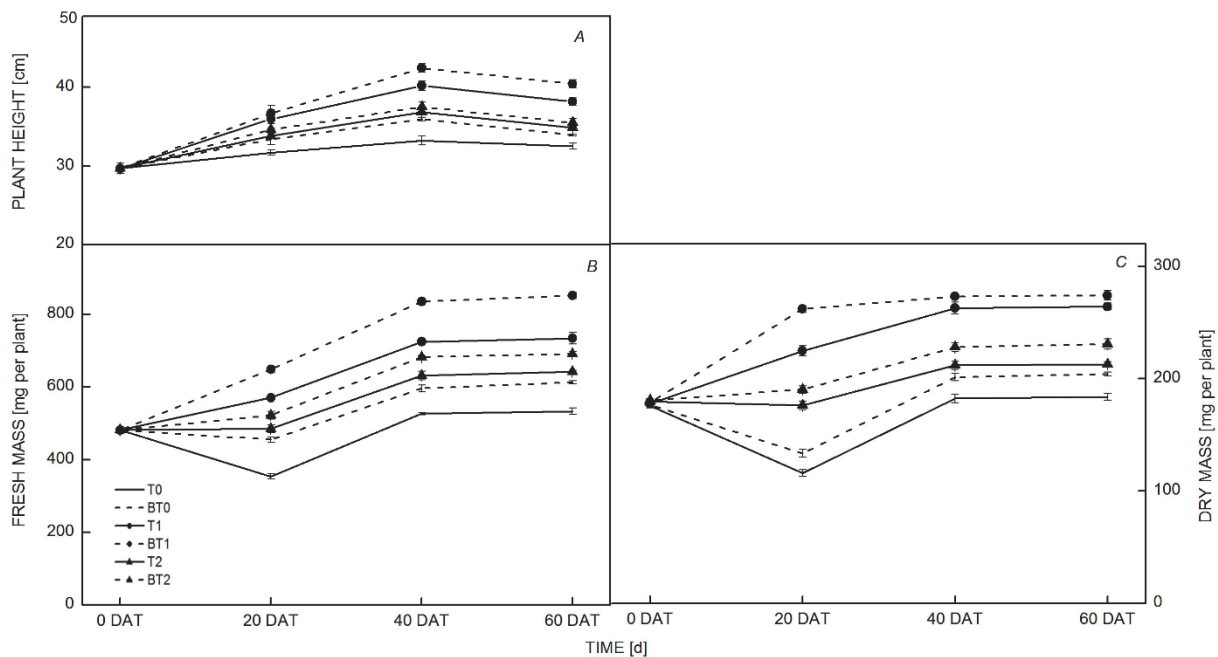 50
A
PLANT HEIGHT [cm]
40
30
20
B
FRESH MASS [mg per plant]
800
600
400
200
0
T0
BT0
T1
BT1
T2
BT2
0 DAT 20 DAT 40 DAT 60 DAT
C
300
200
100
0
DRY MASS [mg per plant]
0 DAT 20 DAT 40 DAT 60 DAT
TIME [d]